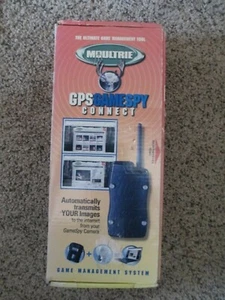 THE ULTIMATE GAME MANAGEMENT TOOL
MOULTRIE
GPS GAMESPY
CONNECT
Automatically
transmits
YOUR Images
to the internet
from your
GameSpy Camera
GAME MANAGEMENT SYSTEM